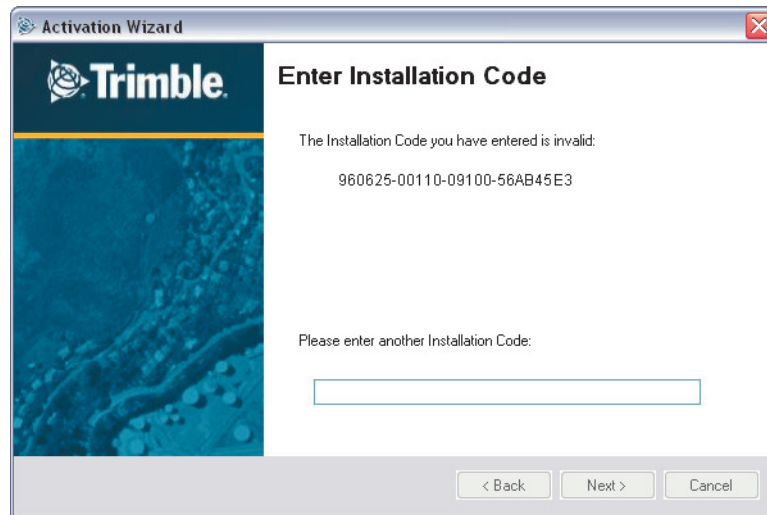 Activation Wizard
Trimble.
Enter Installation Code
The Installation Code you have entered is invalid:
960625-00110-09100-56AB45E3
Please enter another Installation Code:
< Back
Next >
Cancel